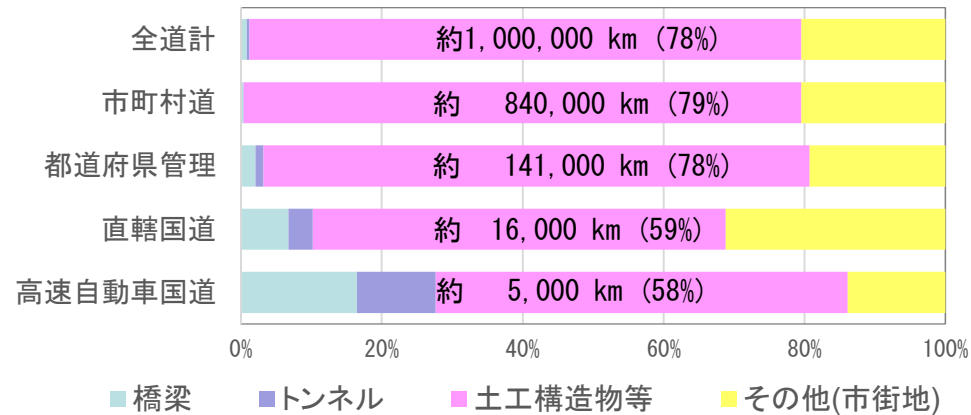 全道計 約1,000,000 km (78%)
市町村道 約 840,000 km (79%)
都道府県管理 約 141,000 km (78%)
直轄国道 約 16,000 km (59%)
高速自動車国道 約 5,000 km (58%)
0% 20% 40% 60% 80% 100%
橋梁 トンネル 土工構造物等 その他(市街地)